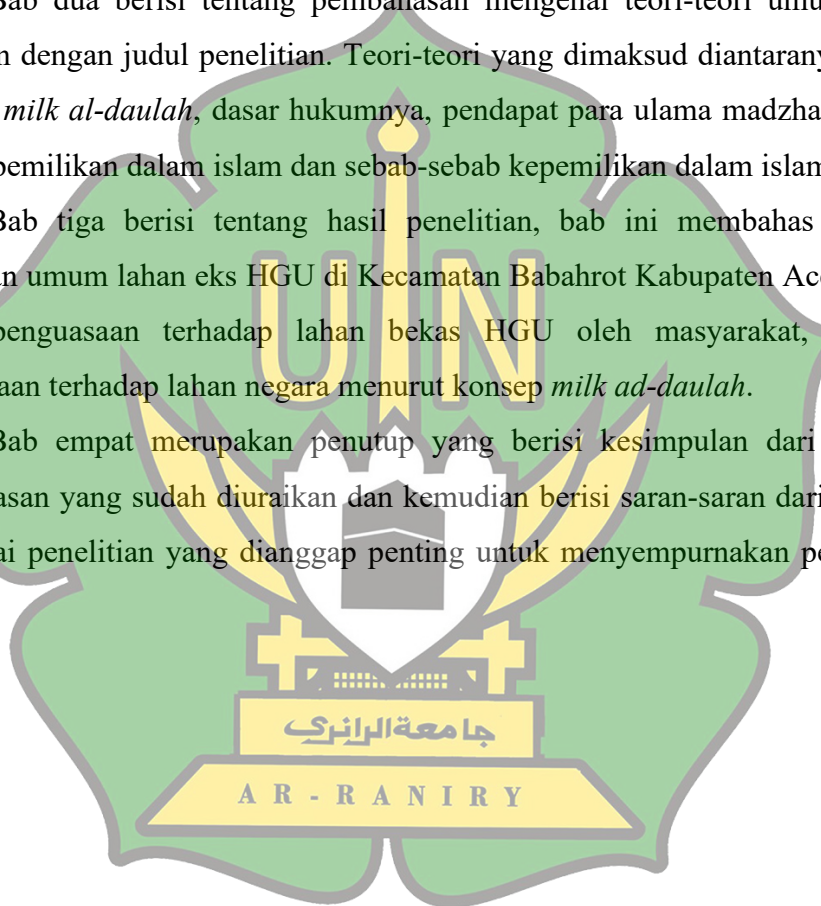 Bab dua berisi tentang pembahasan mengenai teori-teori umu
n dengan judul penelitian. Teori-teori yang dimaksud diantarany
milk al-daulah, dasar hukumnya, pendapat para ulama madzha
pemilikan dalam islam dan sebab-sebab kepemilikan dalam islam
Bab tiga berisi tentang hasil penelitian, bab ini membahas
an umum lahan eks HGU di Kecamatan Babahrot Kabupaten Ace
penguasaan terhadap lahan bekas HGU oleh masyarakat,
aan terhadap lahan negara menurut konsep milk ad-daulah.
Bab empat merupakan penutup yang berisi kesimpulan dari
asan yang sudah diuraikan dan kemudian berisi saran-saran dari
ai penelitian yang dianggap penting untuk menyempurnakan pe
UIN
جامعة الرانري
AR-RANIRY